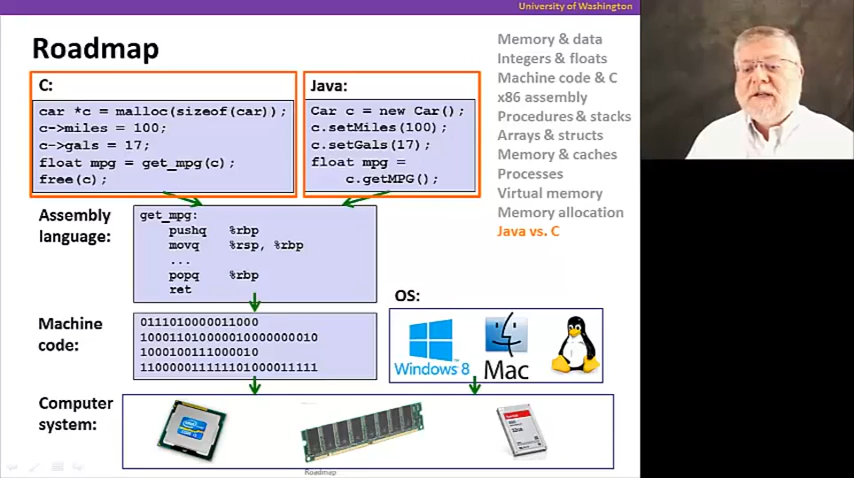 University of Washington
Roadmap
C:
car *c = malloc(sizeof(car));
c->miles = 100;
c->gals = 17;
float mpg = get_mpg(c);
free(c);
Java:
Car c = new Car();
c.setMiles(100);
c.setGals(17);
float mpg =
c.getMPG();
Memory & data
Integers & floats
Machine code & C
x86 assembly
Procedures & stacks
Arrays & structs
Memory & caches
Processes
Virtual memory
Memory allocation
Java vs. C
Assembly
language:
get_mpg:
pushq %rbp
movq %rsp, %rbp
...
popq %rbp
ret
OS:
Windows 8
Mac
Machine
code:
0111010000011000
100011010000010000000010
1000100111000010
110000011111101000011111
Computer
system:
Roadmap